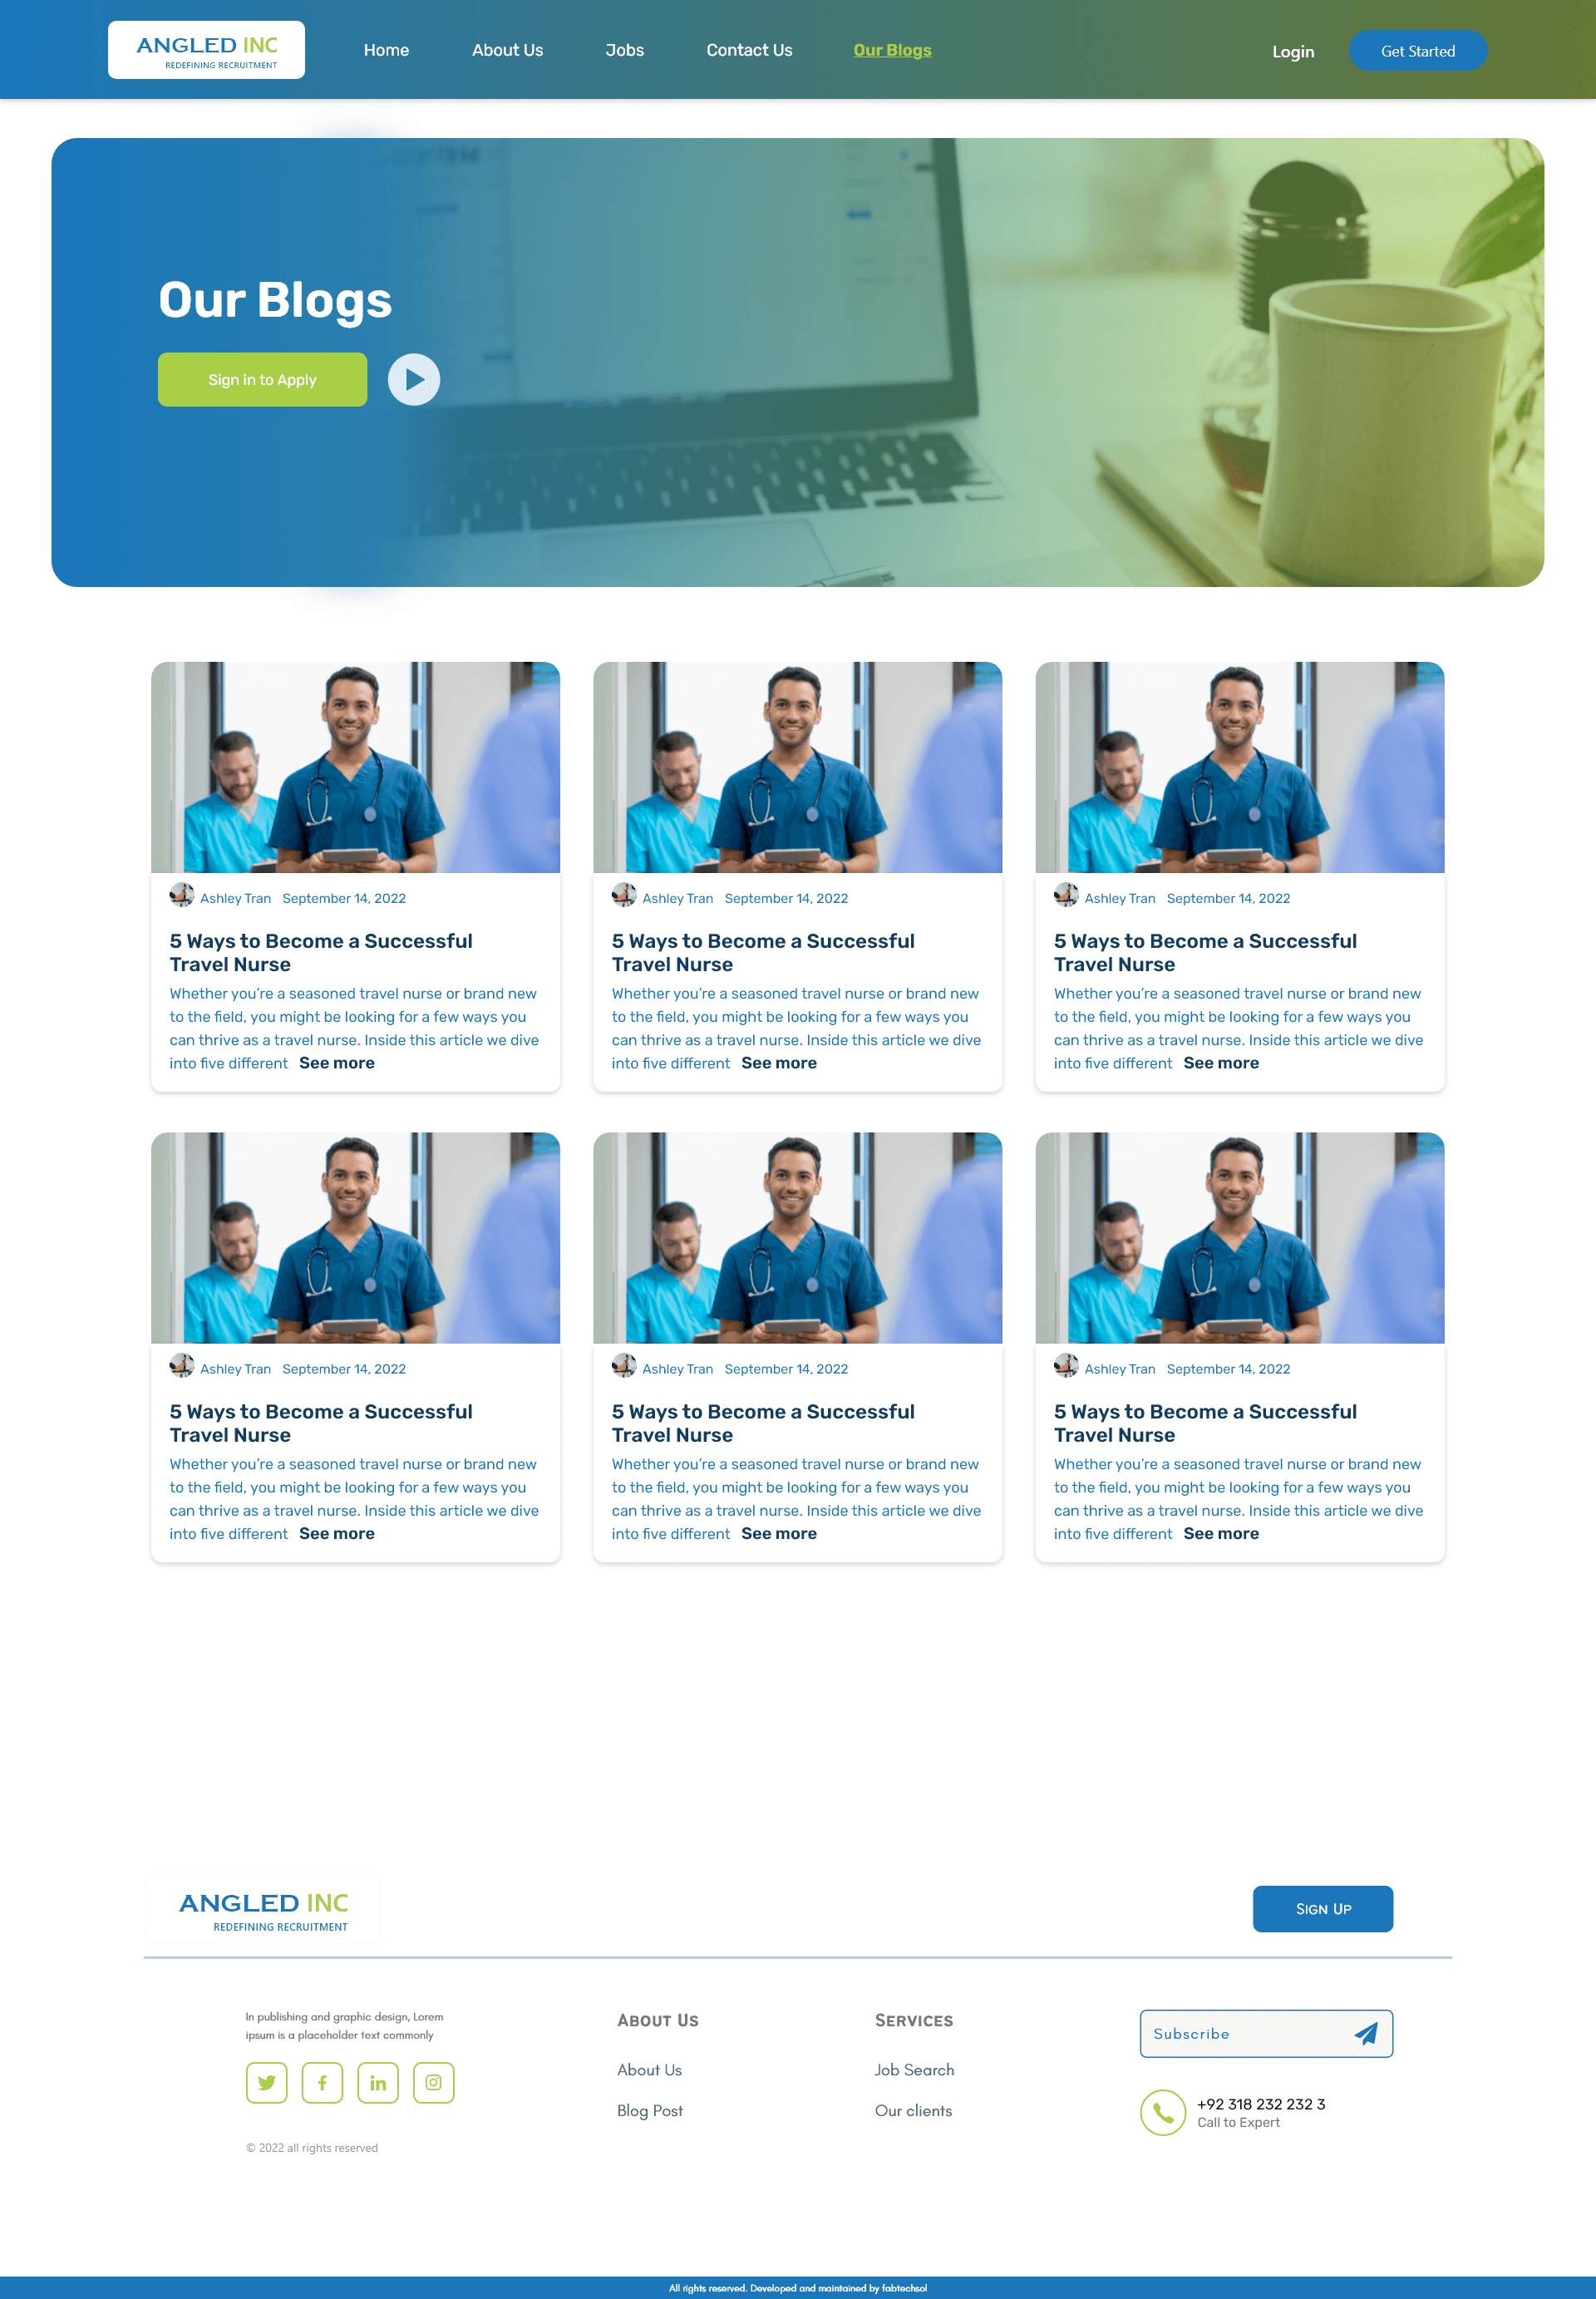 ANGLED INC
REDEFINING RECRUITMENT
Home About Us Jobs Contact Us Our Blogs Login Get Started
Our Blogs
Sign in to Apply
Ashley Tran September 14, 2022
5 Ways to Become a Successful
Travel Nurse
Whether you’re a seasoned travel nurse or brand new
to the field, you might be looking for a few ways you
can thrive as a travel nurse. Inside this article we dive
into five different See more
Ashley Tran September 14, 2022
5 Ways to Become a Successful
Travel Nurse
Whether you’re a seasoned travel nurse or brand new
to the field, you might be looking for a few ways you
can thrive as a travel nurse. Inside this article we dive
into five different See more
Ashley Tran September 14, 2022
5 Ways to Become a Successful
Travel Nurse
Whether you’re a seasoned travel nurse or brand new
to the field, you might be looking for a few ways you
can thrive as a travel nurse. Inside this article we dive
into five different See more
Ashley Tran September 14, 2022
5 Ways to Become a Successful
Travel Nurse
Whether you’re a seasoned travel nurse or brand new
to the field, you might be looking for a few ways you
can thrive as a travel nurse. Inside this article we dive
into five different See more
Ashley Tran September 14, 2022
5 Ways to Become a Successful
Travel Nurse
Whether you’re a seasoned travel nurse or brand new
to the field, you might be looking for a few ways you
can thrive as a travel nurse. Inside this article we dive
into five different See more
Ashley Tran September 14, 2022
5 Ways to Become a Successful
Travel Nurse
Whether you’re a seasoned travel nurse or brand new
to the field, you might be looking for a few ways you
can thrive as a travel nurse. Inside this article we dive
into five different See more
ANGLED INC
REDEFINING RECRUITMENT
Sign Up
In publishing and graphic design, Lorem
ipsum is a placeholder text commonly
© 2022 all rights reserved
About Us
About Us
Blog Post
Services
Job Search
Our clients
Subscribe
+92 318 232 232 3
Call to Expert
All rights reserved. Developed and maintained by fabtechsol